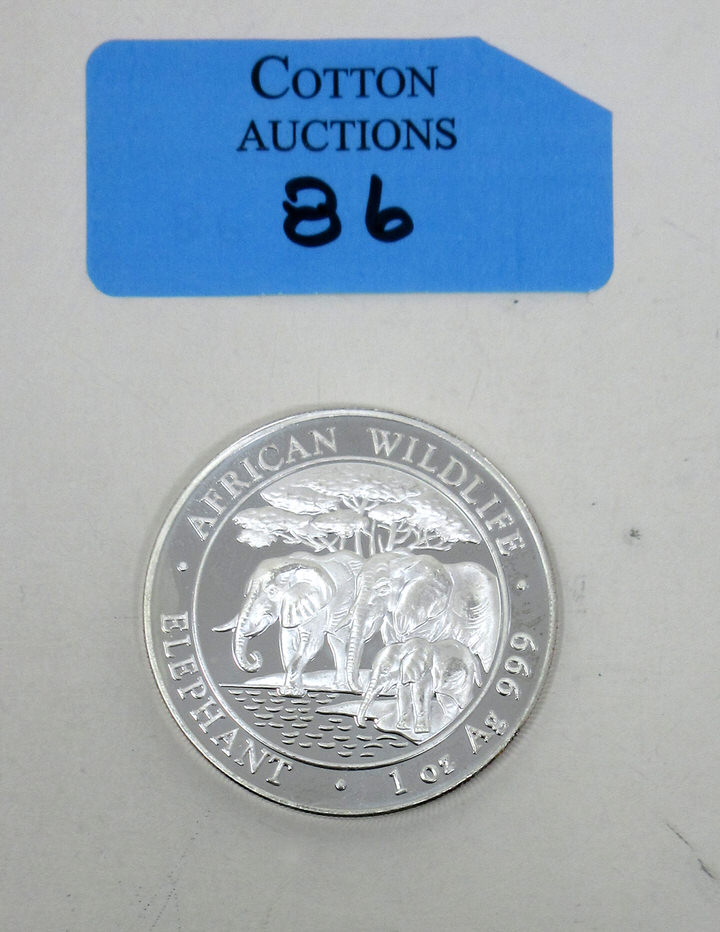 COTTON
AUCTIONS
86
AFRICAN WILDLIFE
ELEPHANT • 1 oz Ag 999